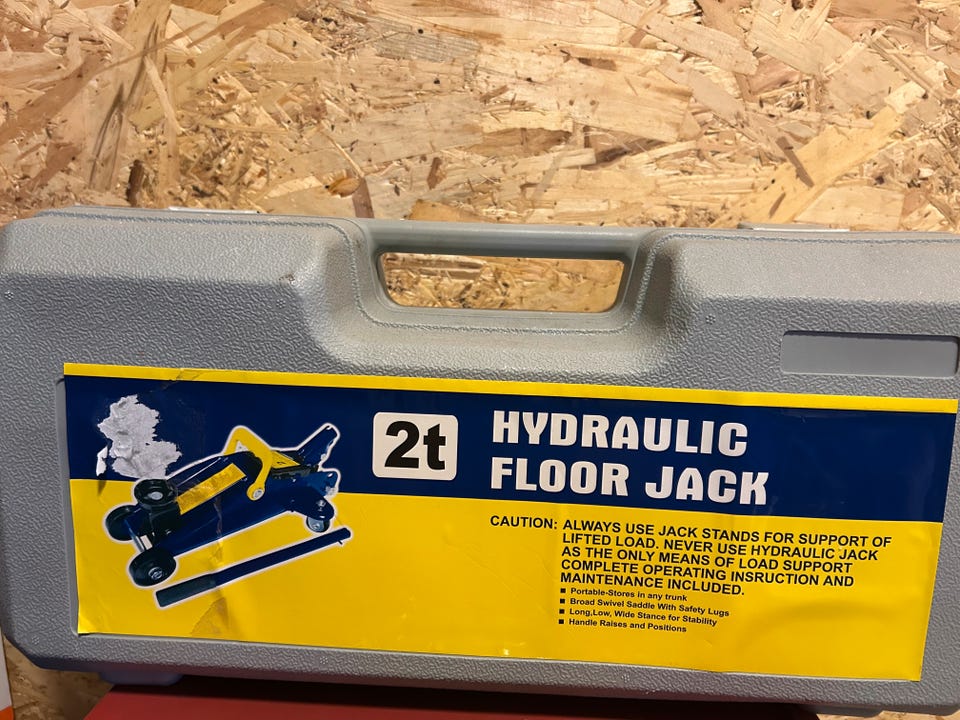 2t
HYDRAULIC
FLOOR JACK
CAUTION: ALWAYS USE JACK STANDS FOR SUPPORT OF
LIFTED LOAD. NEVER USE HYDRAULIC JACK
AS THE ONLY MEANS OF LOAD SUPPORT
COMPLETE OPERATING INSRUCTION AND
MAINTENANCE INCLUDED.
■ Portable-Stores in any trunk
■ Broad Swivel Saddle With Safety Lugs
■ Long,Low, Wide Stance for Stability
■ Handle Raises and Positions